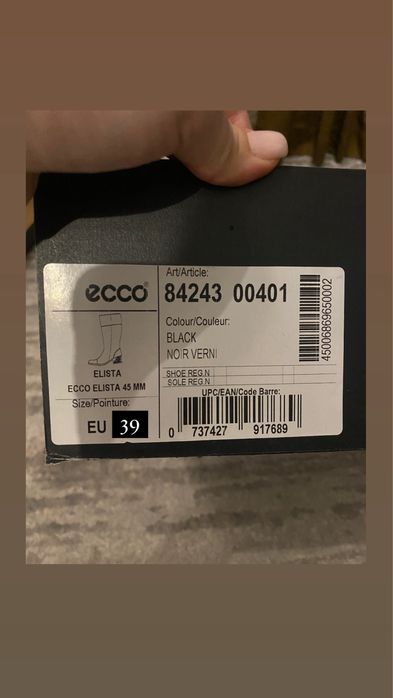 ecco
ELISTA
ECCO ELISTA 45 MM
Size/Pointure:
EU 39
Art/Article:
84243 00401
Colour/Couleur:
BLACK
NOIR VERNI
SHOE REG.N
SOLE REG.N
UPC/EAN/Code Barre:
0 737427 917689
45006869650002